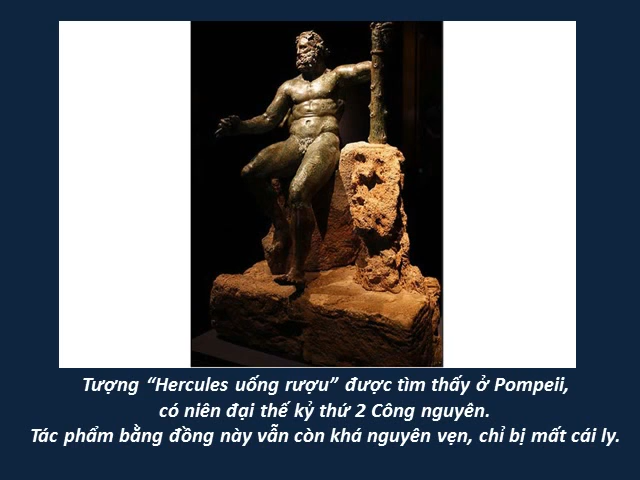 Tượng “Hercules uống rượu” được tìm thấy ở Pompeii,
có niên đại thế kỷ thứ 2 Công nguyên.
Tác phẩm bằng đồng này vẫn còn khá nguyên vẹn, chỉ bị mất cái ly.